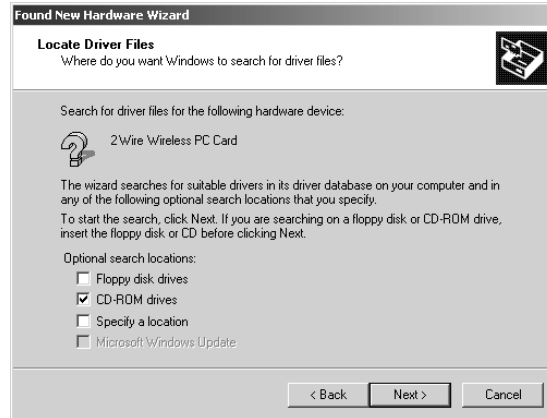 Found New Hardware Wizard
Locate Driver Files
Where do you want Windows to search for driver files?
Search for driver files for the following hardware device:
2Wire Wireless PC Card
The wizard searches for suitable drivers in its driver database on your computer and in
any of the following optional search locations that you specify.
To start the search, click Next. If you are searching on a floppy disk or CD-ROM drive,
insert the floppy disk or CD before clicking Next.
Optional search locations:
Floppy disk drives
CD-ROM drives
Specify a location
Microsoft Windows Update
< Back Next > Cancel